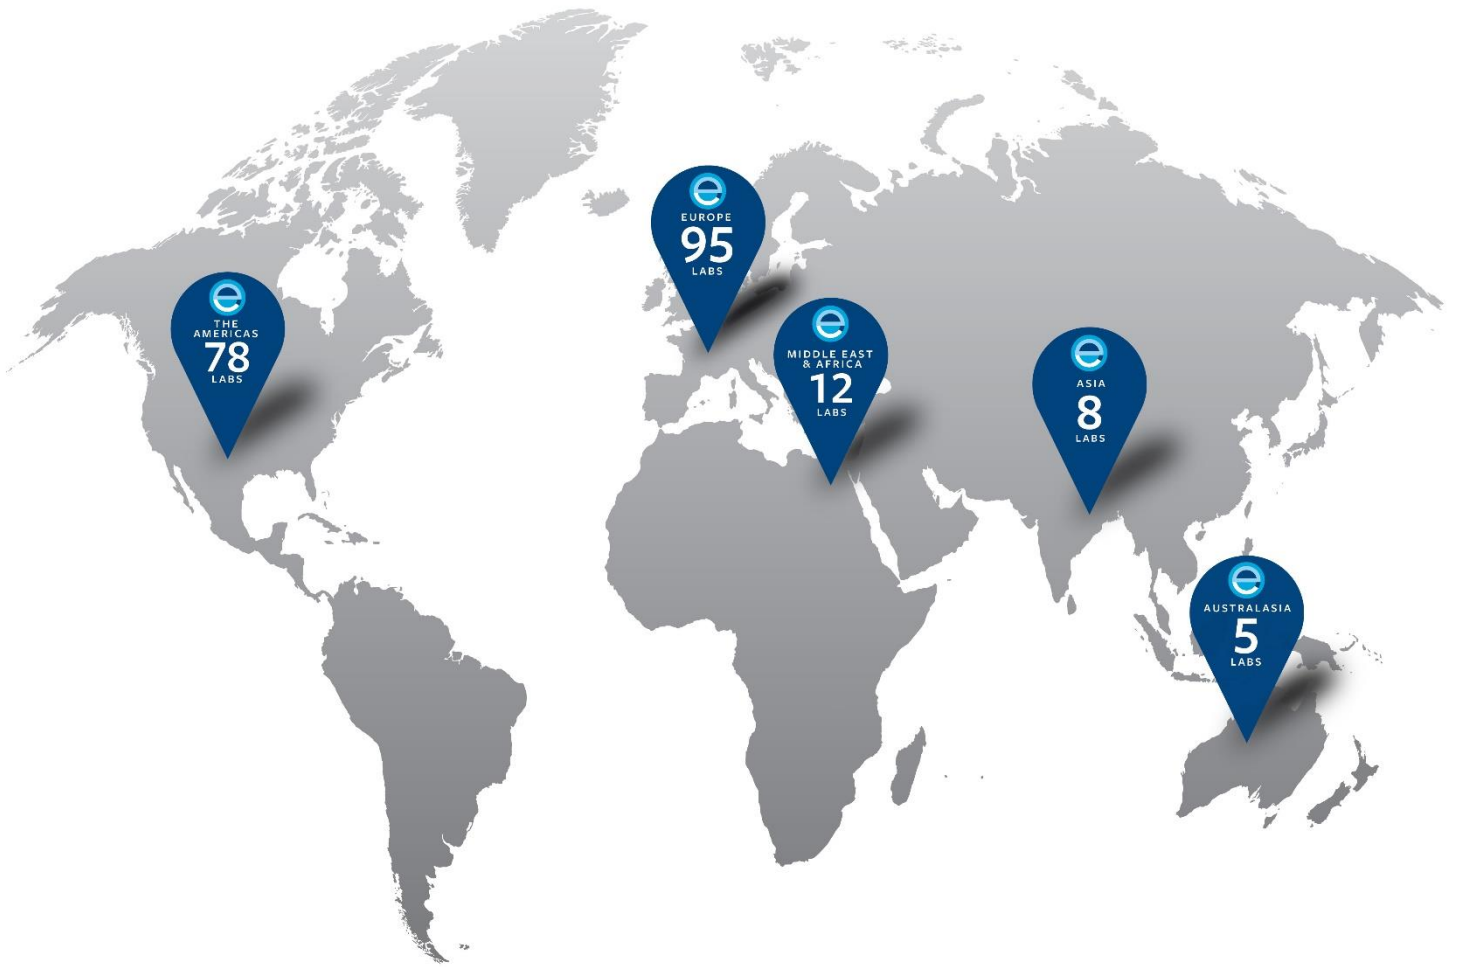 EUROPE
95
LABS
THE
AMERICAS
78
LABS
MIDDLE EAST
& AFRICA
12
LABS
ASIA
8
LABS
AUSTRALASIA
5
LABS